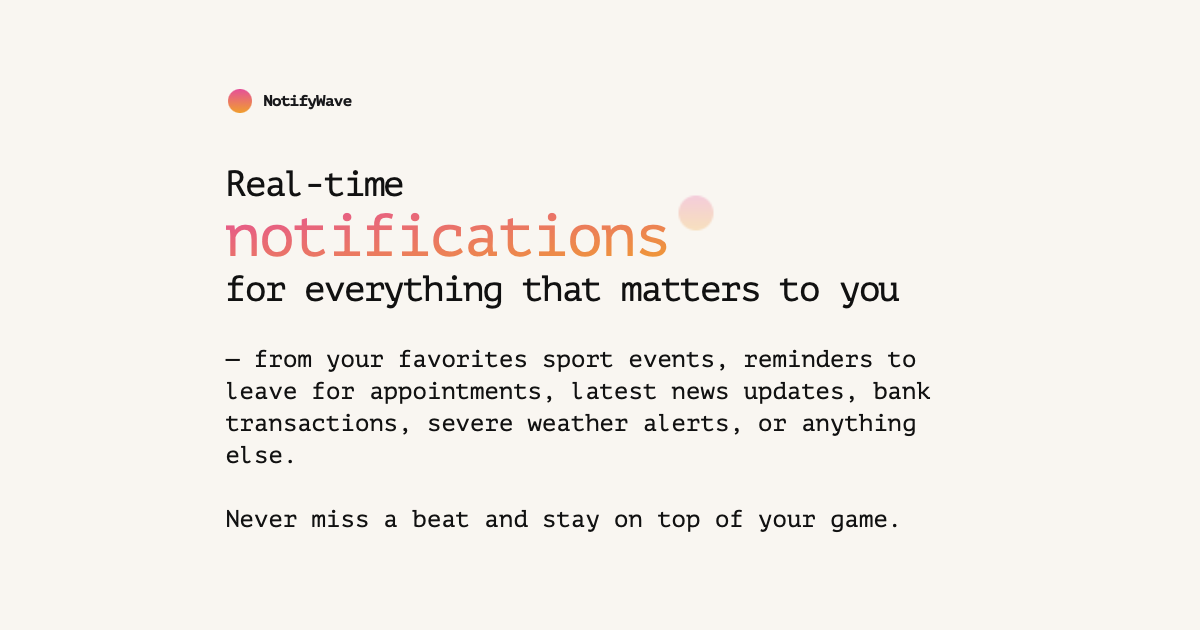 NotifyWave
Real-time
notifications
for everything that matters to you
— from your favorites sport events, reminders to
leave for appointments, latest news updates, bank
transactions, severe weather alerts, or anything
else.
Never miss a beat and stay on top of your game.